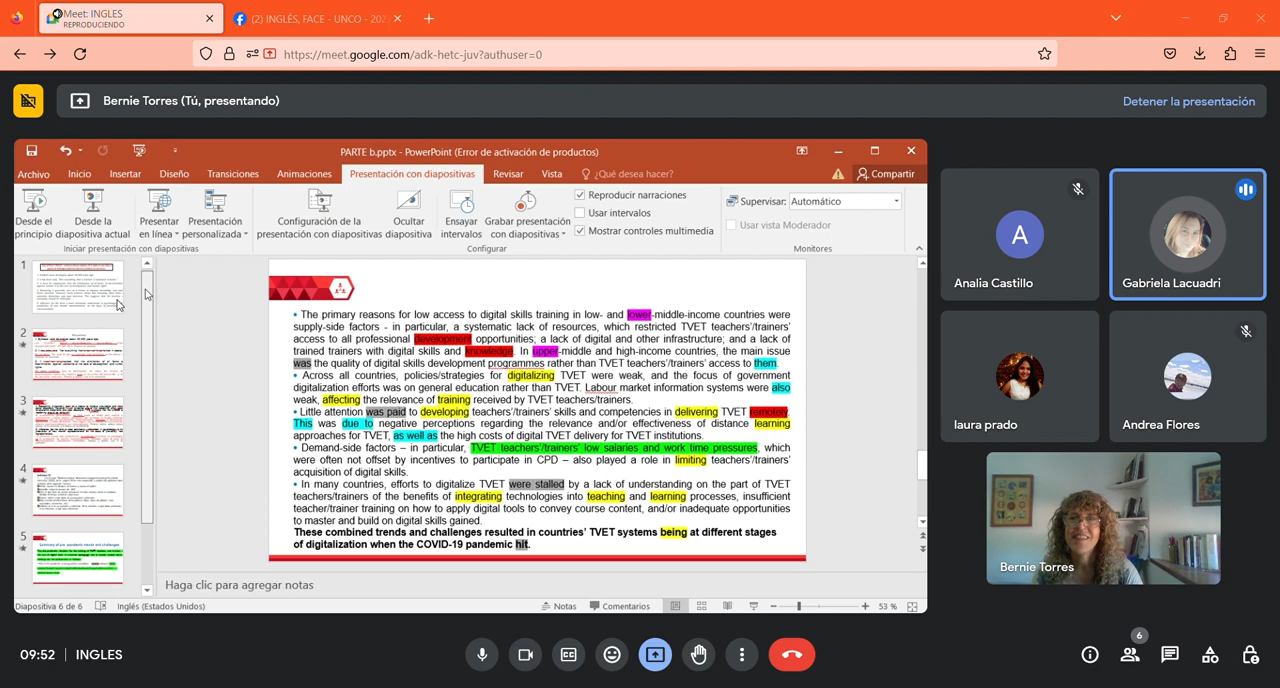 Meet: INGLES
REPRODUCIENDO
(2) INGLÉS, FACE - UNCO - 202
https://meet.google.com/adk-hetc-juv?authuser=0
Bernie Torres (Tú, presentando)
Detener la presentación
PARTE b.pptx - PowerPoint (Error de activación de productos)
Archivo Inicio Insertar Diseño Transiciones Animaciones Presentación con diapositivas Revisar Vista ¿Qué desea hacer? Compartir
Desde el principio
Desde la diapositiva actual
Presentar en línea
Presentación personalizada
Iniciar presentación con diapositivas
Configuración de la presentación con diapositivas
Ocultar diapositiva
Ensayar intervalos
Grabar presentación con diapositivas
Reproducir narraciones
Usar intervalos
Mostrar controles multimedia
Configurar
Supervisar: Automático
Usar vista Moderador
Monitores
1
2
3
4
5
• The primary reasons for low access to digital skills training in low- and lower-middle-income countries were
supply-side factors - in particular, a systematic lack of resources, which restricted TVET teachers'/trainers'
access to all professional development opportunities; a lack of digital and other infrastructure; and a lack of
trained trainers with digital skills and knowledge. In upper-middle and high-income countries, the main issue
was the quality of digital skills development programmes rather than TVET teachers'/trainers' access to them.
• Across all countries, policies/strategies for digitalizing TVET were weak, and the focus of government
digitalization efforts was on general education rather than TVET. Labour market information systems were also
weak, affecting the relevance of training received by TVET teachers/trainers.
• Little attention was paid to developing teachers'/trainers' skills and competencies in delivering TVET remotely.
This was due to negative perceptions regarding the relevance and/or effectiveness of distance learning
approaches for TVET, as well as the high costs of digital TVET delivery for TVET institutions.
• Demand-side factors – in particular, TVET teachers'/trainers' low salaries and work time pressures, which
were often not offset by incentives to participate in CPD – also played a role in limiting teachers'/trainers'
acquisition of digital skills.
• In many countries, efforts to digitalize TVET were stalled by a lack of understanding on the part of TVET
teachers/trainers of the benefits of integrating technologies into teaching and learning processes, insufficient
teacher/trainer training on how to apply digital tools to convey course content, and/or inadequate opportunities
to master and build on digital skills gained.
These combined trends and challenges resulted in countries' TVET systems being at different stages
of digitalization when the COVID-19 pandemic hit.
Haga clic para agregar notas
Diapositiva 6 de 6 Inglés (Estados Unidos) Notas Comentarios 53 %
A
Analia Castillo
Gabriela Lacuadri
laura prado
Andrea Flores
Bernie Torres
09:52 | INGLES
6